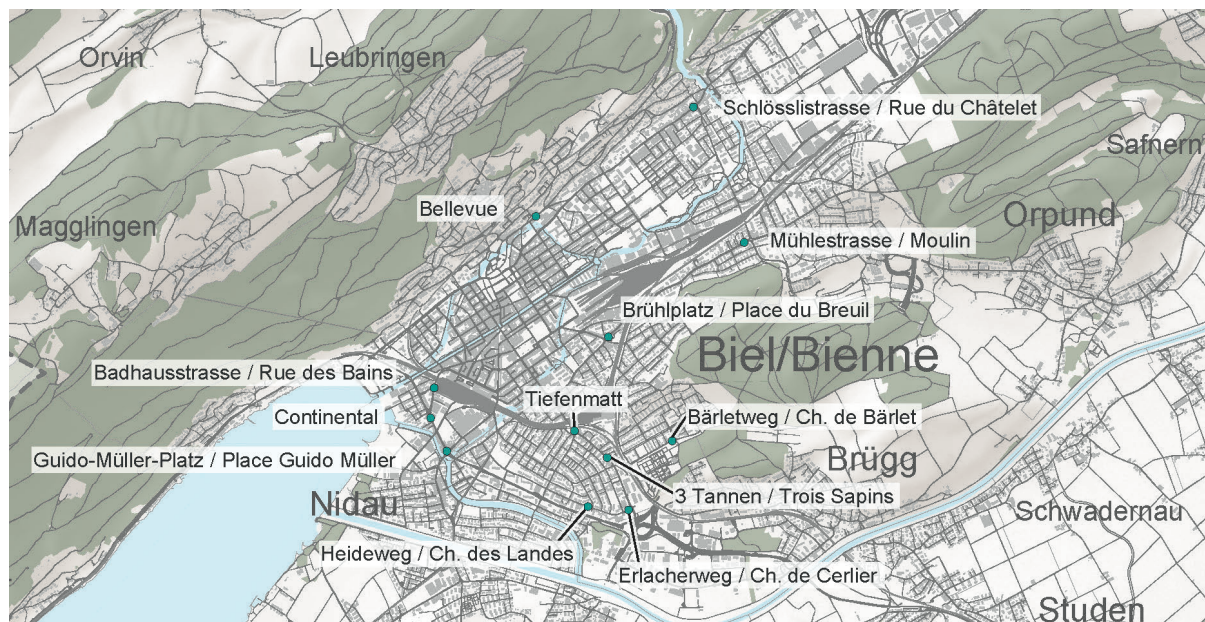 Orvin
Leubringen
Schlösslistrasse / Rue du Châtelet
Safnern
Bellevue
Orpund
Magglingen
Mühlestrasse / Moulin
Brühlplatz / Place du Breuil
Biel/Bienne
Badhausstrasse / Rue des Bains
Tiefenmatt
Continental
Bärletweg / Ch. de Bärlet
Guido-Müller-Platz / Place Guido Müller
Brügg
3 Tannen / Trois Sapins
Nidau
Schwadernau
Heideweg / Ch. des Landes
Erlacherweg / Ch. de Cerlier
Studen